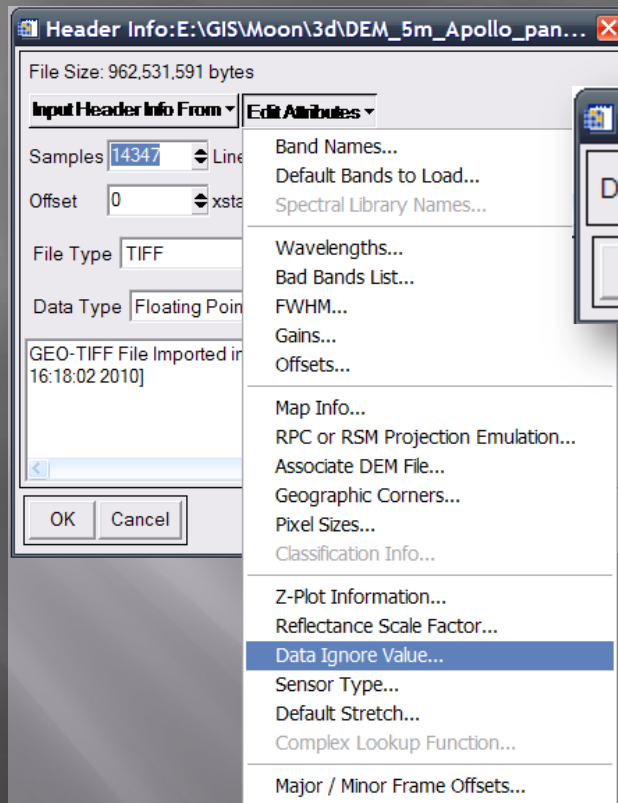 Header Info:E:\GIS\Moon\3d\DEM_5m_Apollo_pan...
File Size: 962,531,591 bytes
Input Header Info From
Edit Attributes
Samples 14347 Line
Offset 0 xsta
File Type TIFF
Data Type Floating Poin
GEO-TIFF File Imported in
16:18:02 2010]
OK Cancel
Band Names...
Default Bands to Load...
Spectral Library Names...
Wavelengths...
Bad Bands List...
FWHM...
Gains...
Offsets...
Map Info...
RPC or RSM Projection Emulation...
Associate DEM File...
Geographic Corners...
Pixel Sizes...
Classification Info...
Z-Plot Information...
Reflectance Scale Factor...
Data Ignore Value...
Sensor Type...
Default Stretch...
Complex Lookup Function...
Major / Minor Frame Offsets...
D